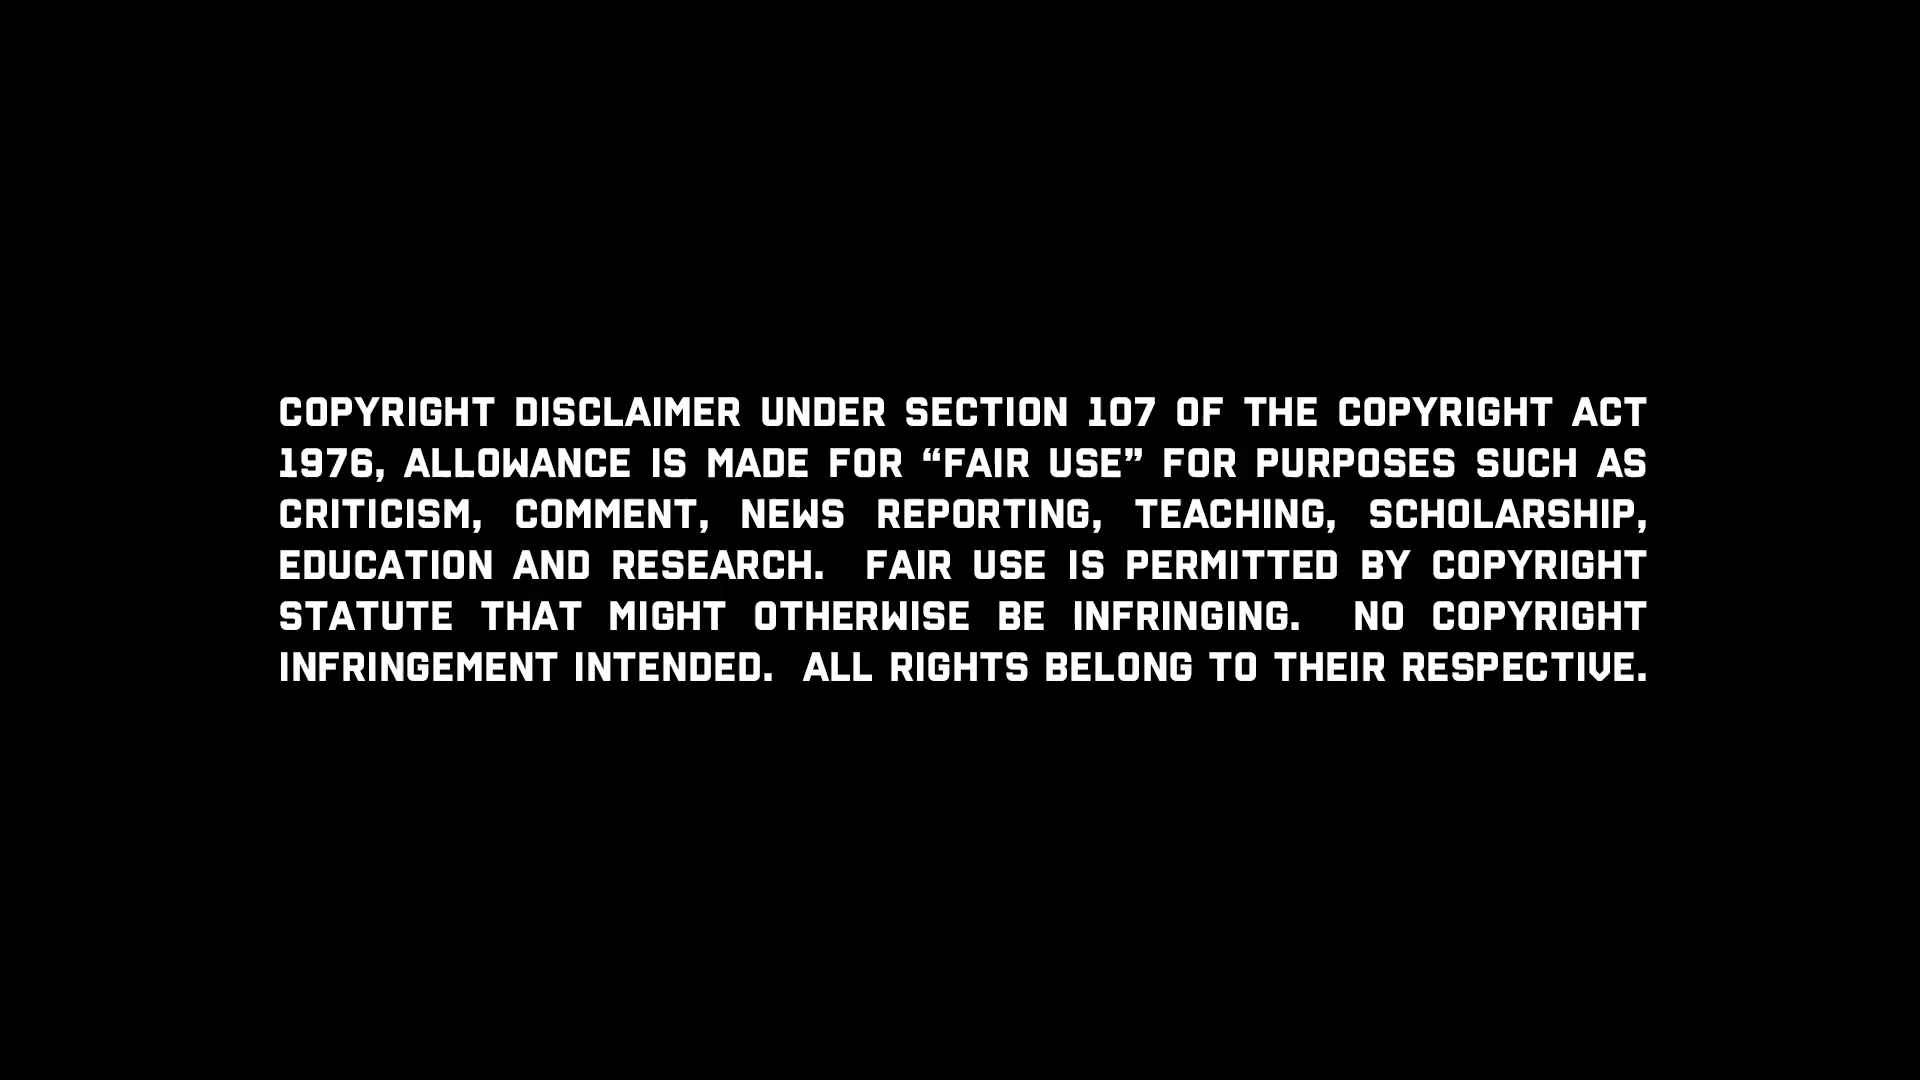 COPYRIGHT DISCLAIMER UNDER SECTION 107 OF THE COPYRIGHT ACT
1976, ALLOWANCE IS MADE FOR “FAIR USE” FOR PURPOSES SUCH AS
CRITICISM, COMMENT, NEWS REPORTING, TEACHING, SCHOLARSHIP,
EDUCATION AND RESEARCH. FAIR USE IS PERMITTED BY COPYRIGHT
STATUTE THAT MIGHT OTHERWISE BE INFRINGING. NO COPYRIGHT
INFRINGEMENT INTENDED. ALL RIGHTS BELONG TO THEIR RESPECTIVE.